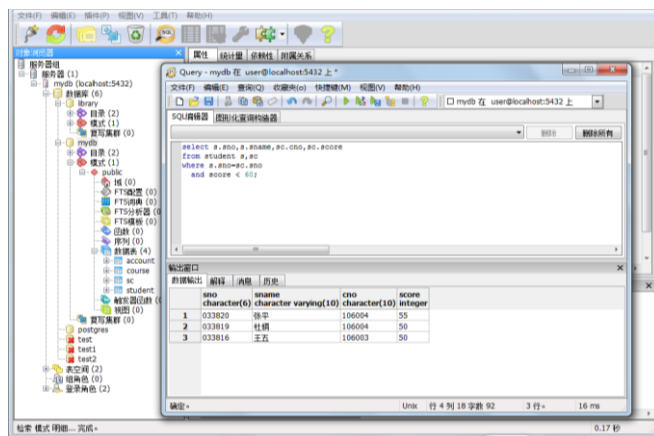 文件(F) 编辑(E) 插件(P) 视图(V) 工具(T) 帮助(H)
对象浏览器
服务器组
服务器 (1)
mydb (localhost:5432)
数据库 (6)
library
目录 (2)
模式 (1)
复写集群 (0)
mydb
目录 (2)
模式 (1)
public
域 (0)
FTS配置 (0)
FTS词典 (0)
FTS分析器 (0
FTS模板 (0)
函数 (0)
序列 (0)
数据表 (4)
account
course
sc
student
触发器函数 (
视图 (0)
复写集群 (0)
postgres
test
test1
test2
表空间 (2)
组角色 (0)
登录角色 (2)
属性 统计量 依赖性 附属关系
Query - mydb 在 user@localhost:5432 上 *
文件(F) 编辑(E) 查询(Q) 收藏夹(o) 快捷键(M) 视图(V) 帮助(H)
mydb 在 user@localhost:5432 上
SQL编辑器 图形化查询构造器
删除 删除所有
select s.sno,s.sname,sc.cno,sc.score
from student s,sc
where s.sno=sc.sno
and score < 60;
输出窗口
数据输出 解释 消息 历史
sno sname cno score
character(6) character varying(10) character(10) integer
1 033820 张平 106004 55
2 033819 杜娟 106004 50
3 033816 王五 106003 50
确定。 Unix 行 4 列 18 字数 92 3 行。 16 ms
检索 模式 明细... 完成。 0.17 秒